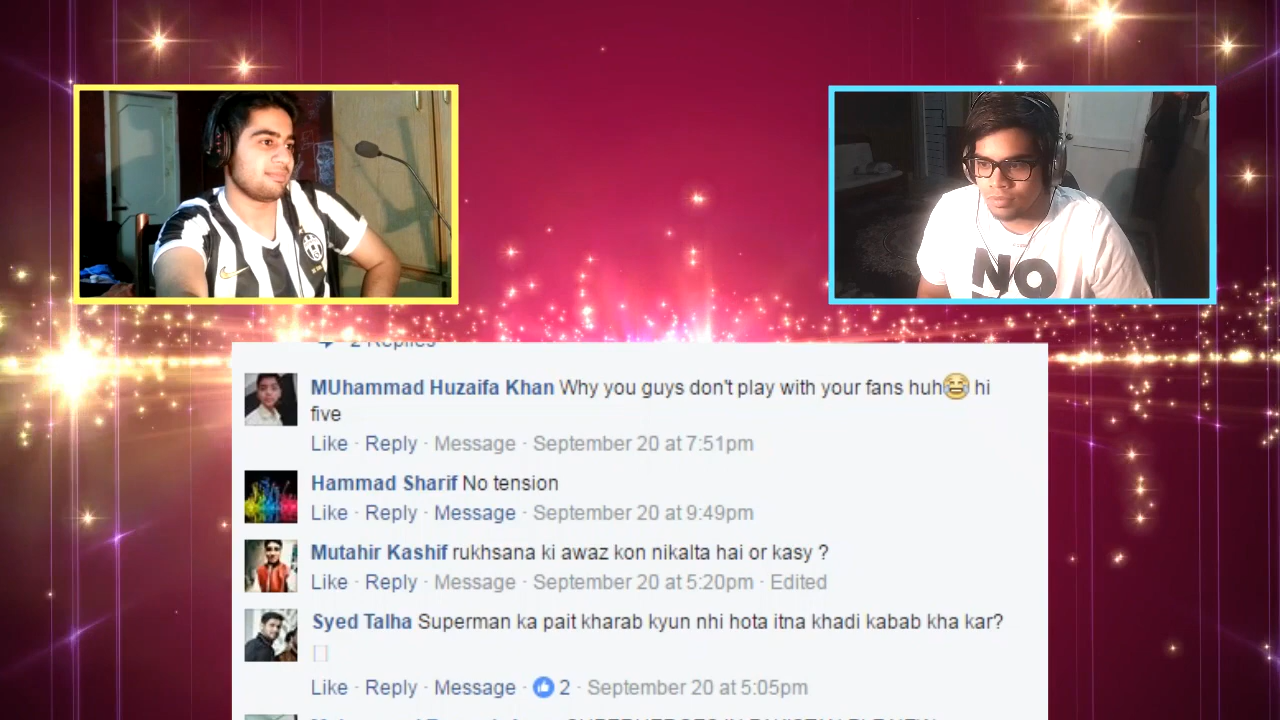 NO
2 Replies
MUhammad Huzaifa Khan Why you guys don't play with your fans huh😂 hi
five
Like · Reply · Message · September 20 at 7:51pm
Hammad Sharif No tension
Like · Reply · Message · September 20 at 9:49pm
Mutahir Kashif rukhsana ki awaz kon nikalta hai or kasy ?
Like · Reply · Message · September 20 at 5:20pm · Edited
Syed Talha Superman ka pait kharab kyun nhi hota itna khadi kabab kha kar?
Like · Reply · Message · 2 · September 20 at 5:05pm